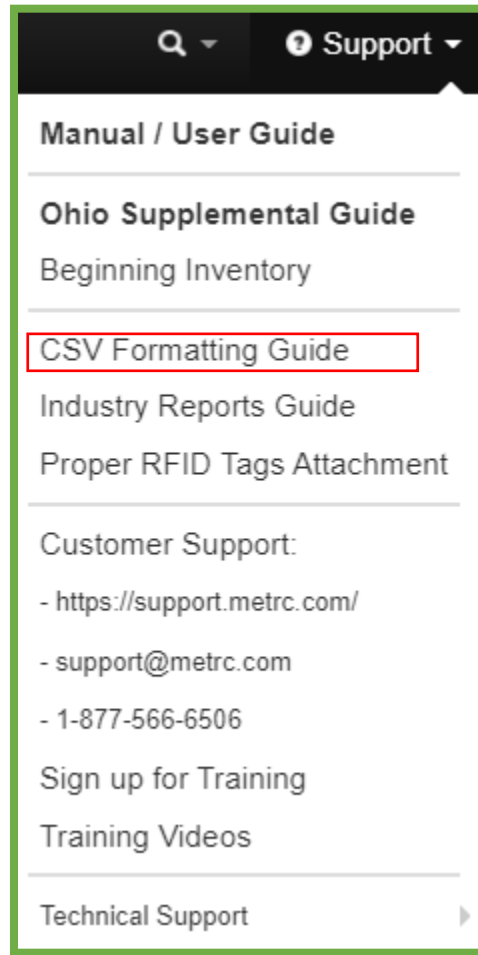 Support
Manual / User Guide
Ohio Supplemental Guide
Beginning Inventory
CSV Formatting Guide
Industry Reports Guide
Proper RFID Tags Attachment
Customer Support:
- https://support.metrc.com/
- support@metrc.com
- 1-877-566-6506
Sign up for Training
Training Videos
Technical Support